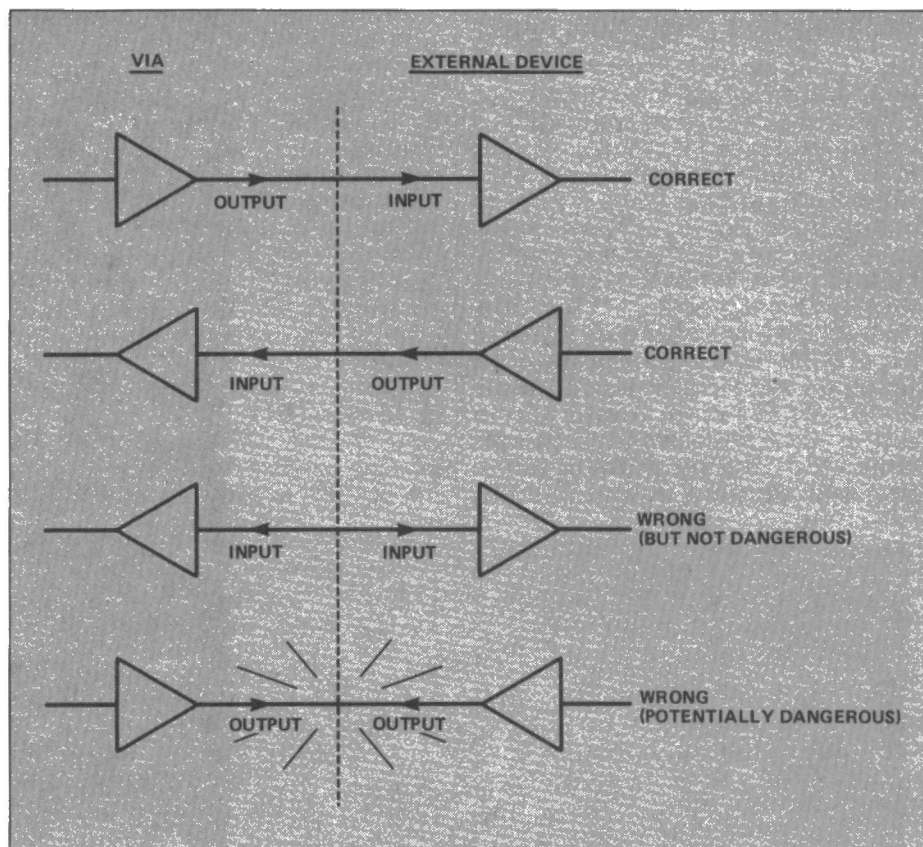 VIA
EXTERNAL DEVICE
OUTPUT
INPUT
CORRECT
INPUT
OUTPUT
CORRECT
INPUT
INPUT
WRONG
(BUT NOT DANGEROUS)
OUTPUT
OUTPUT
WRONG
(POTENTIALLY DANGEROUS)